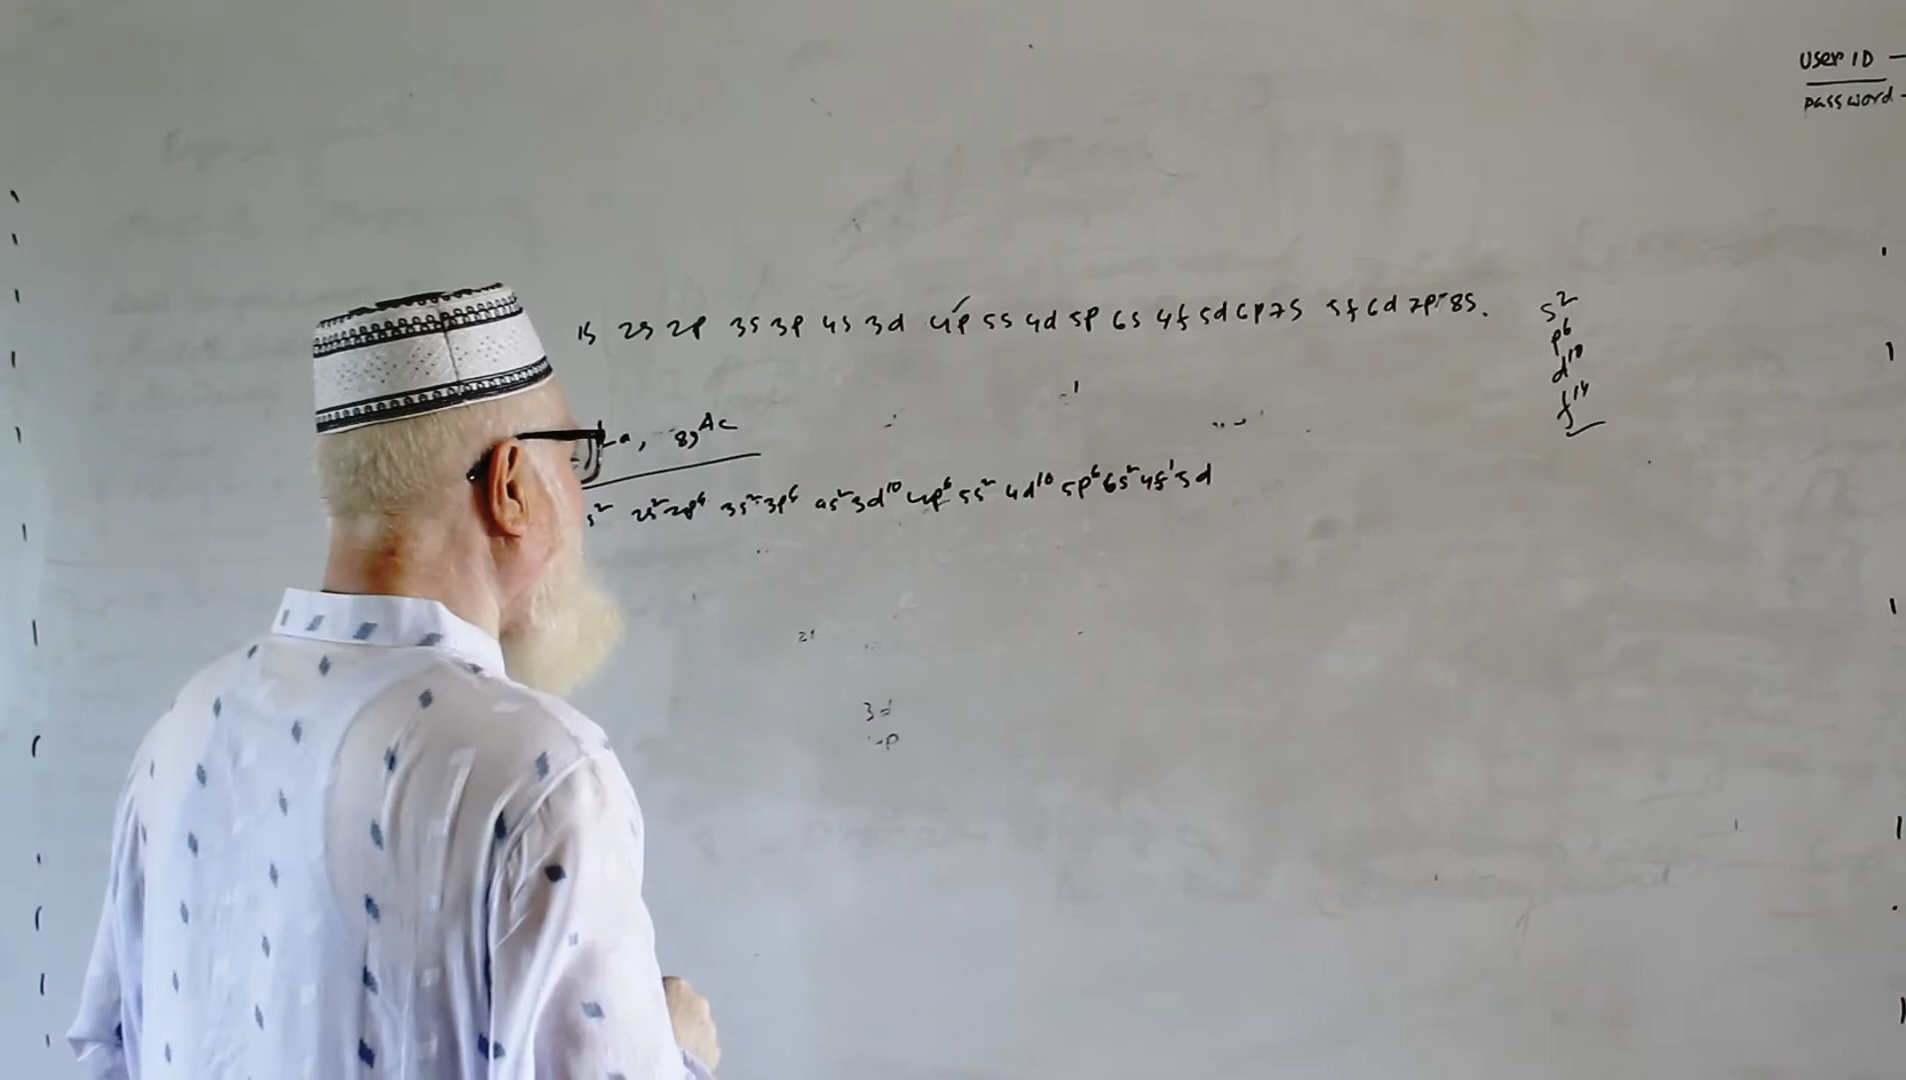 User ID –
password –
1s 2s 2p 3s 3p 4s 3d 4p 5s 4d 5p 6s 4f 5d 6p 7s 5f 6d 7p 8s.
s²
p⁶
d¹⁰
f¹⁴
La, ₈₉Ac
s² 2s² 2p⁶ 3s² 3p⁶ 4s² 3d¹⁰ 4p⁶ 5s² 4d¹⁰ 5p⁶ 6s² 4f¹ 5d
3d